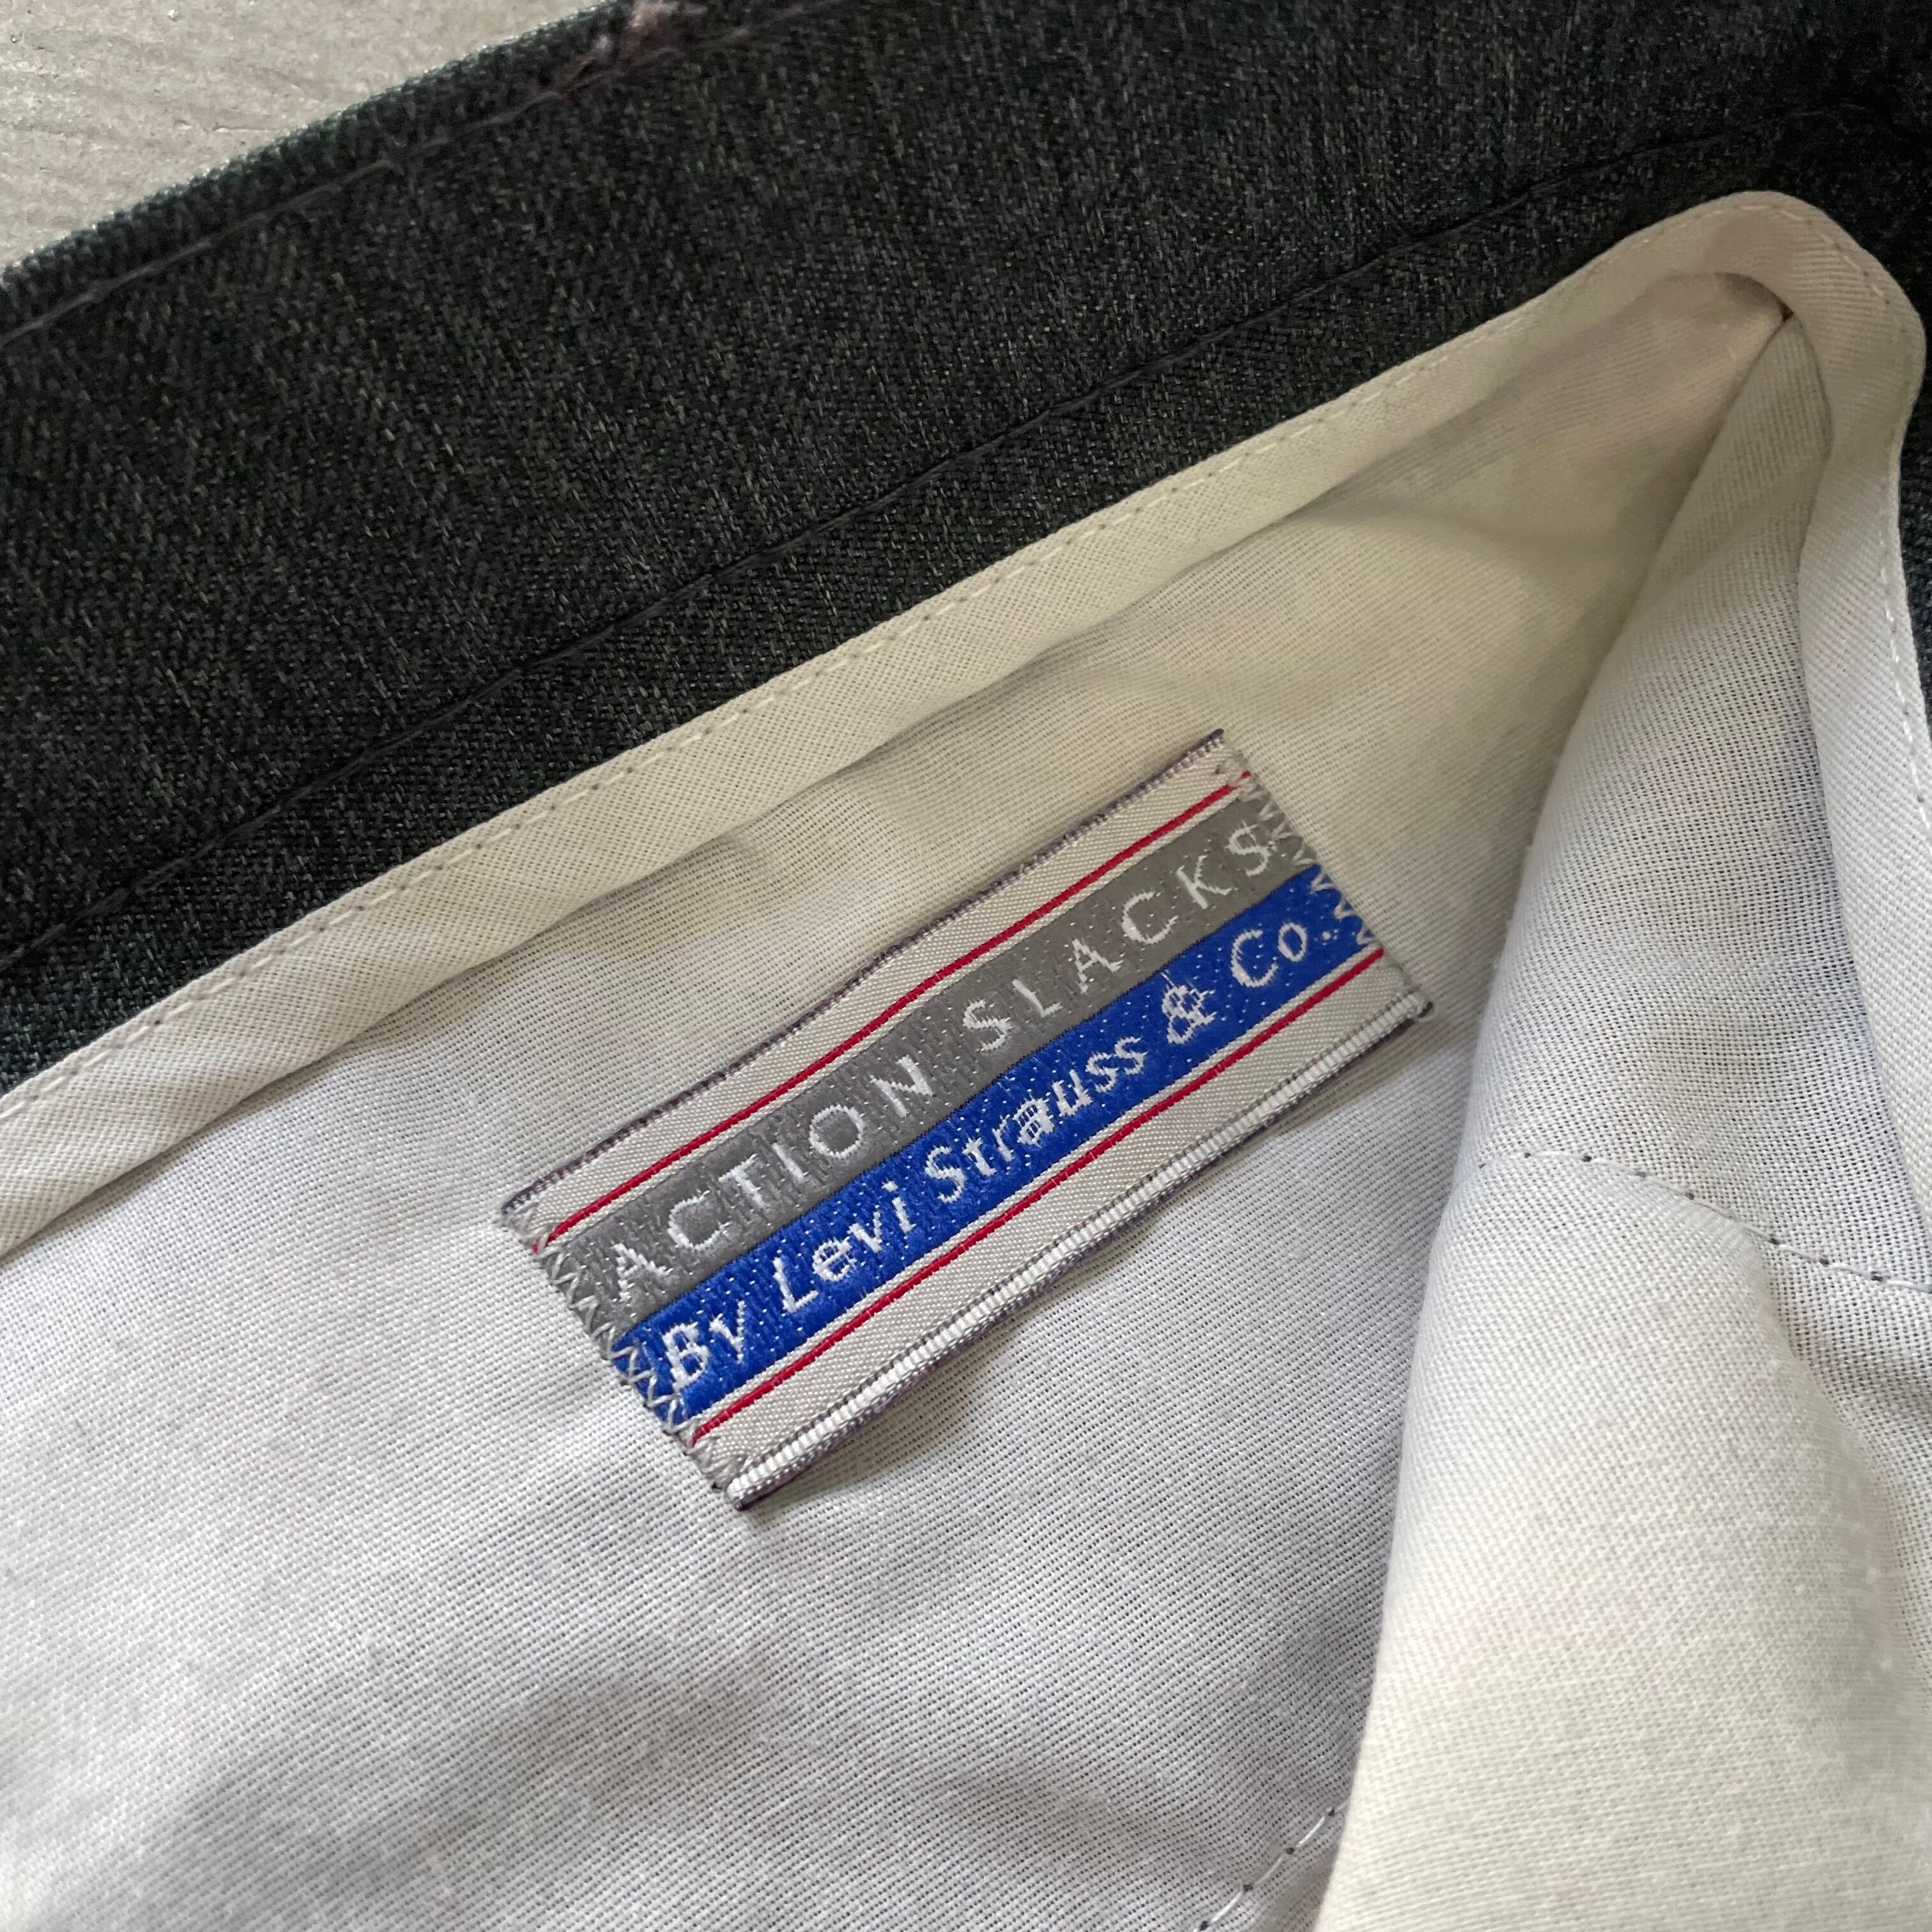 ACTION SLACKS
By Levi Strauss & Co.